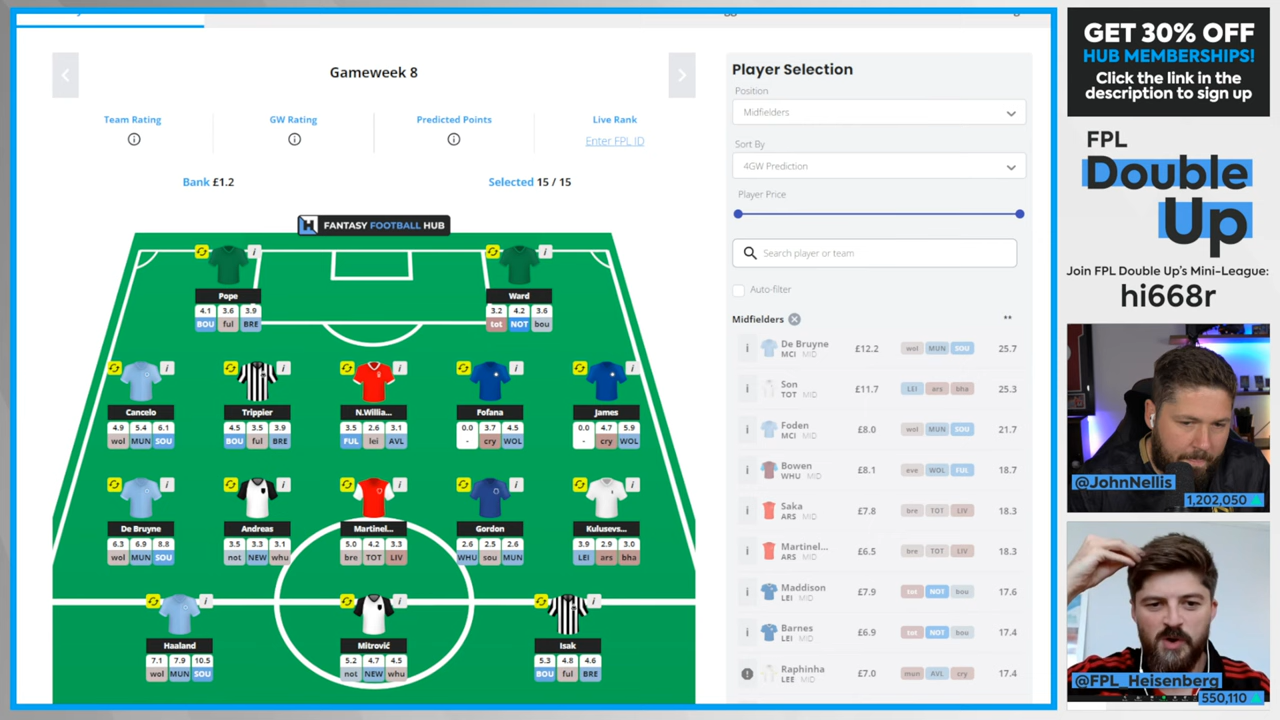 Gameweek 8
Team Rating GW Rating Predicted Points Live Rank
Enter FPL ID
Bank £1.2 Selected 15 / 15
FANTASY FOOTBALL HUB
Pope Ward
4.1 3.6 3.9 3.2 4.2 3.6
BOU ful BRE tot NOT bou
Cancelo Trippier N.Willia... Fofana James
4.9 5.4 6.1 4.5 3.5 3.9 3.5 2.6 3.1 0.0 3.7 4.5 0.0 4.7 5.9
wol MUN SOU BOU ful BRE FUL lei AVL - cry WOL - cry WOL
De Bruyne Andreas Martinel... Gordon Kulusevs...
6.3 6.9 8.8 3.5 3.3 3.1 5.0 4.2 3.3 2.6 3.5 2.6 3.9 2.9 3.0
wol MUN SOU not NEW whu bre TOT LIV WHU sou MUN LEI ars bha
Haaland Mitrović Isak
7.1 7.9 10.5 5.2 4.7 4.5 5.3 4.8 4.6
wol MUN SOU not NEW whu BOU ful BRE
Player Selection
Position
Midfielders
Sort By
4GW Prediction
Player Price
Search player or team
Auto-filter
Midfielders **
De Bruyne £12.2 wol MUN SOU 25.7
MCI MID
Son £11.7 LEI ars bha 25.3
TOT MID
Foden £8.0 wol MUN SOU 21.7
MCI MID
Bowen £8.1 eve WOL FUL 18.7
WHU MID
Saka £7.8 bre TOT LIV 18.3
ARS MID
Martinel... £6.5 bre TOT LIV 18.3
ARS MID
Maddison £7.9 tot NOT bou 17.6
LEI MID
Barnes £6.9 tot NOT bou 17.4
LEI MID
Raphinha £7.0 mun AVL cry 17.4
LEE MID
GET 30% OFF
HUB MEMBERSHIPS!
Click the link in the
description to sign up
FPL
Double
Up
Join FPL Double Up's Mini-League:
hi668r
@JohnNellis
1,202,050
@FPL_Heisenberg
550,110